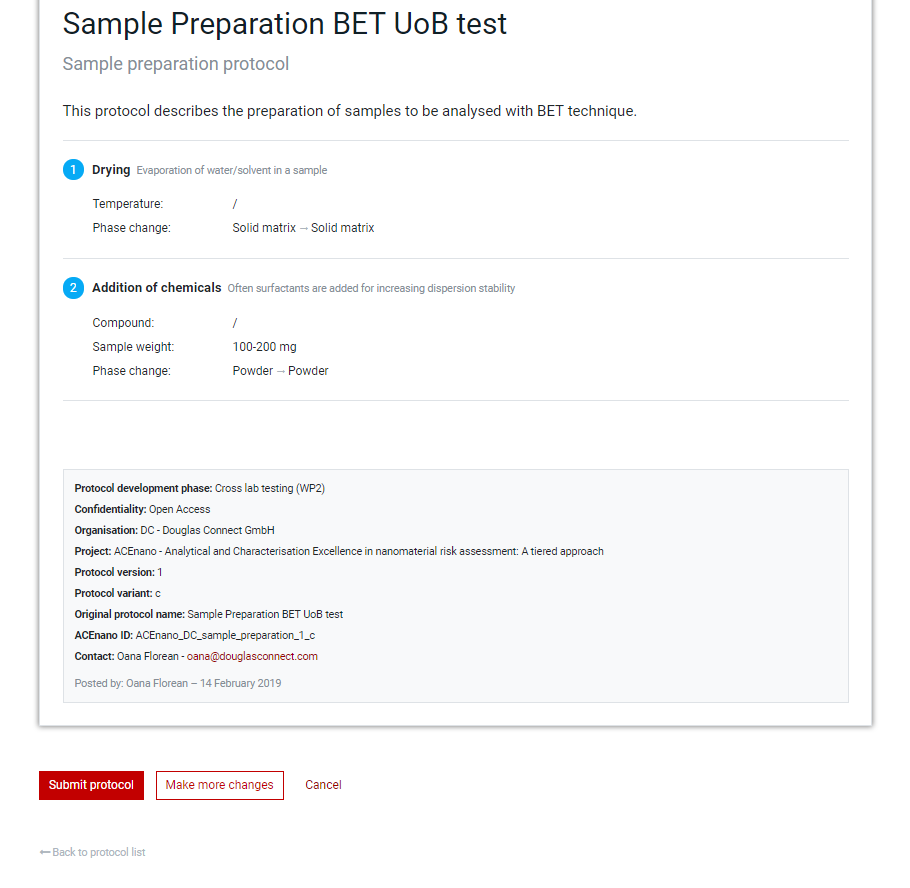 Sample Preparation BET UoB test
Sample preparation protocol
This protocol describes the preparation of samples to be analysed with BET technique.
1 Drying Evaporation of water/solvent in a sample
Temperature: /
Phase change: Solid matrix → Solid matrix
2 Addition of chemicals Often surfactants are added for increasing dispersion stability
Compound: /
Sample weight: 100-200 mg
Phase change: Powder → Powder
Protocol development phase: Cross lab testing (WP2)
Confidentiality: Open Access
Organisation: DC - Douglas Connect GmbH
Project: ACEnano - Analytical and Characterisation Excellence in nanomaterial risk assessment: A tiered approach
Protocol version: 1
Protocol variant: c
Original protocol name: Sample Preparation BET UoB test
ACEnano ID: ACEnano_DC_sample_preparation_1_c
Contact: Oana Florean - oana@douglasconnect.com
Posted by: Oana Florean – 14 February 2019
Submit protocol Make more changes Cancel
← Back to protocol list